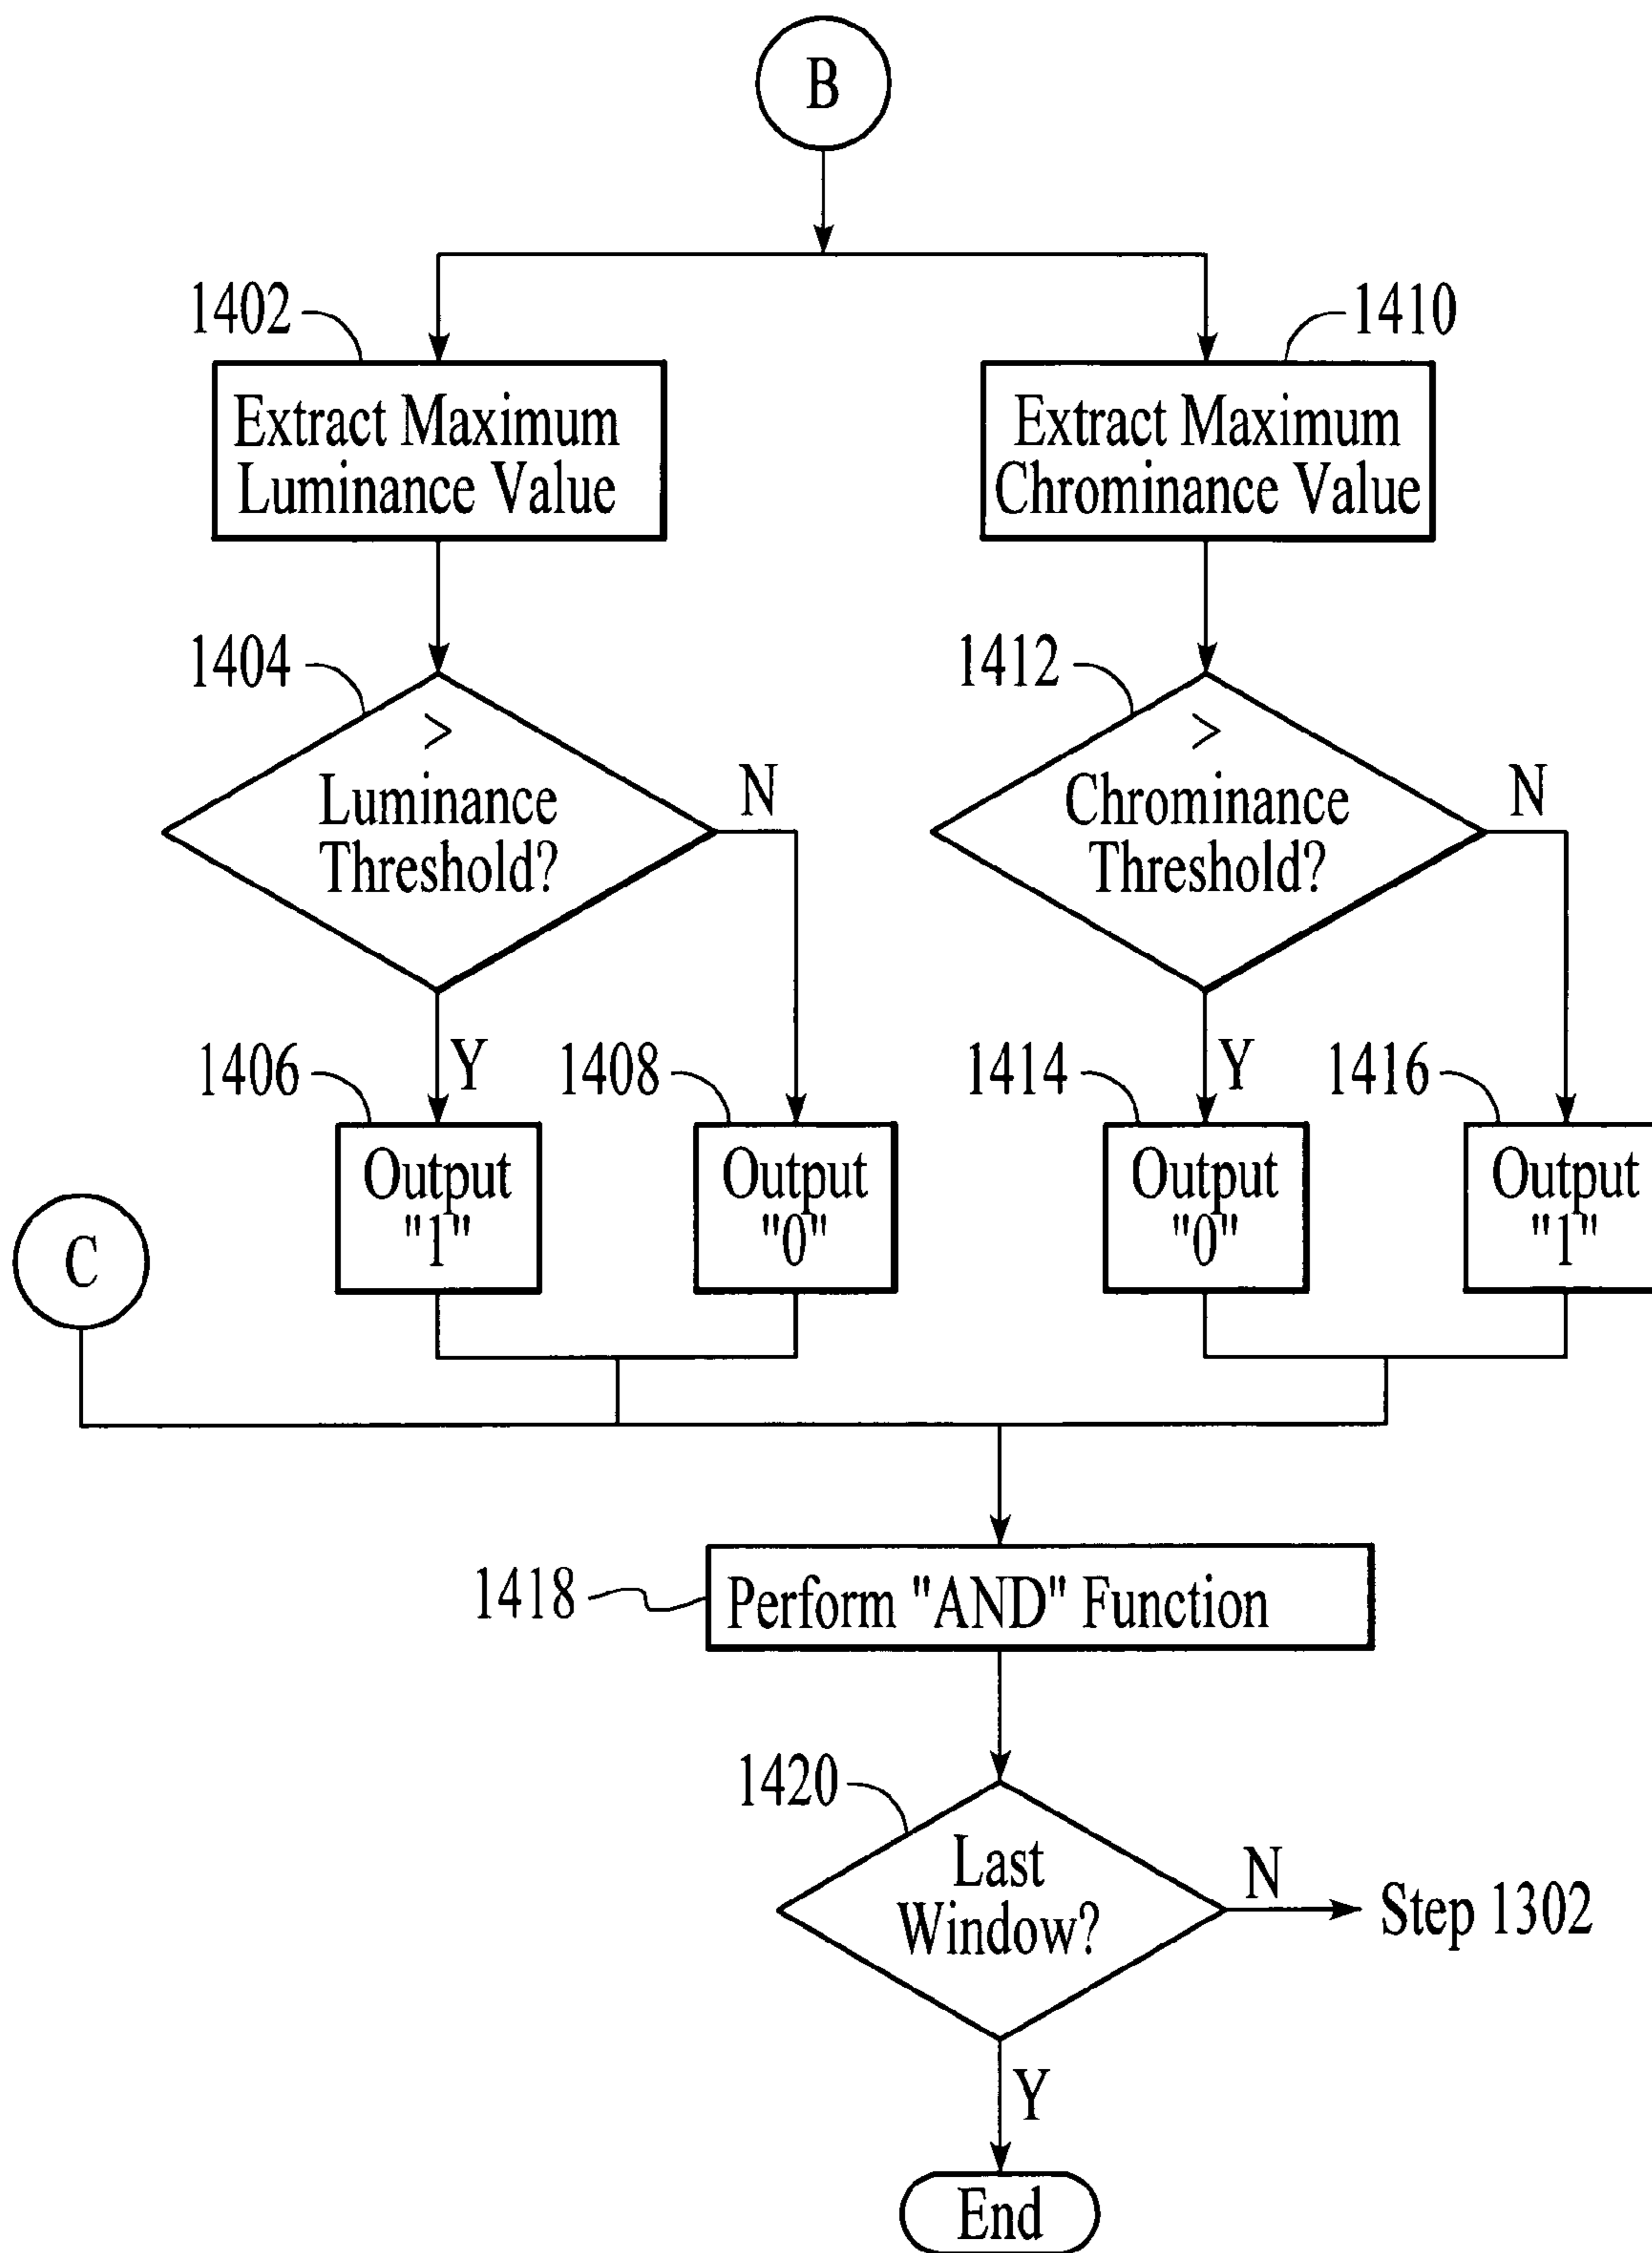 B
1402
1410
Extract Maximum
Luminance Value
Extract Maximum
Chrominance Value
1404
1412
>
Luminance
Threshold?
N
>
Chrominance
Threshold?
N
1406
Y
1408
1414
Y
1416
Output
"1"
Output
"0"
Output
"0"
Output
"1"
C
1418
Perform "AND" Function
1420
Last
Window?
N
Step 1302
Y
End